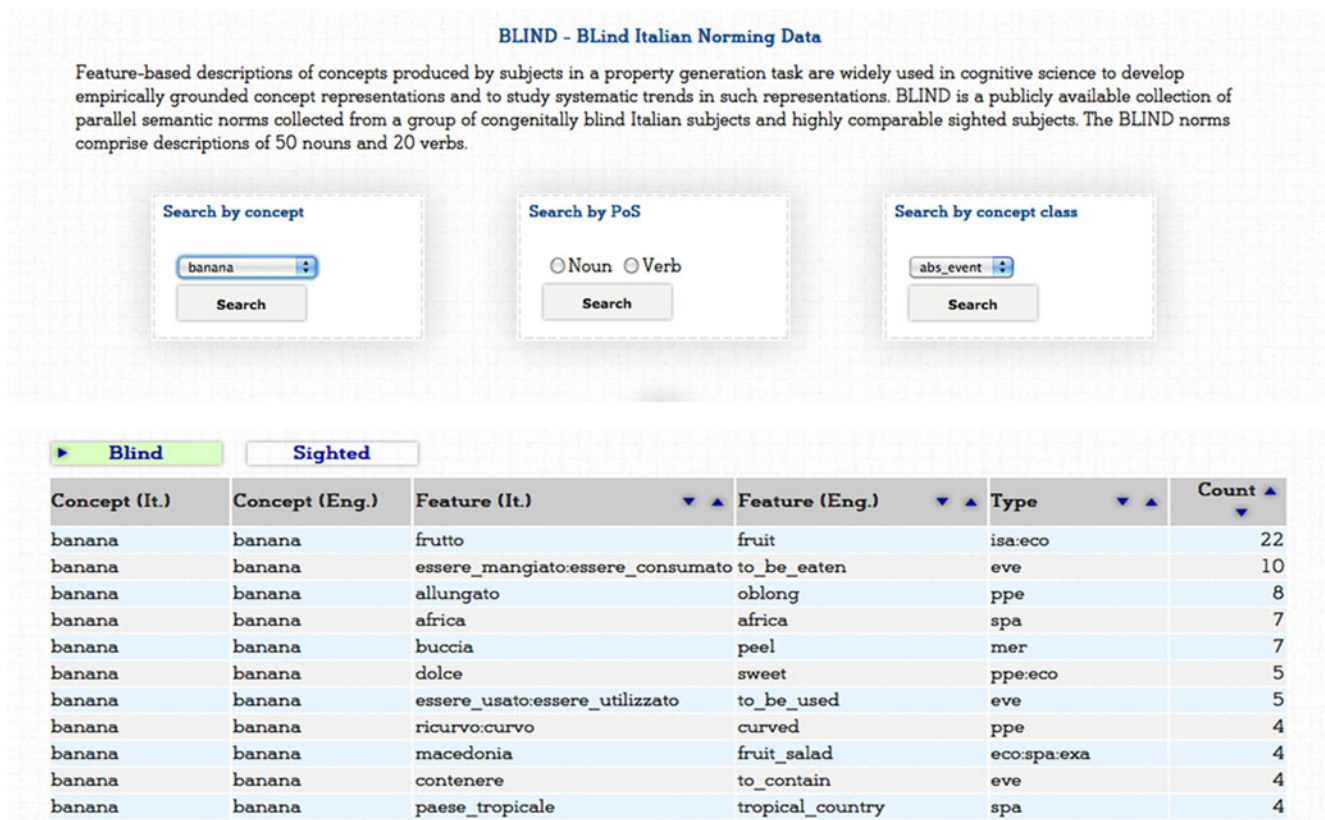 BLIND - BLind Italian Norming Data
Feature-based descriptions of concepts produced by subjects in a property generation task are widely used in cognitive science to develop
empirically grounded concept representations and to study systematic trends in such representations. BLIND is a publicly available collection of
parallel semantic norms collected from a group of congenitally blind Italian subjects and highly comparable sighted subjects. The BLIND norms
comprise descriptions of 50 nouns and 20 verbs.
Search by concept
banana
Search
Search by PoS
Noun Verb
Search
Search by concept class
abs_event
Search
Blind Sighted
Concept (It.) Concept (Eng.) Feature (It.) Feature (Eng.) Type Count
banana banana frutto fruit isa:eco 22
banana banana essere_mangiato:essere_consumato to_be_eaten eve 10
banana banana allungato oblong ppe 8
banana banana africa africa spa 7
banana banana buccia peel mer 7
banana banana dolce sweet ppe:eco 5
banana banana essere_usato:essere_utilizzato to_be_used eve 5
banana banana ricurvo:curvo curved ppe 4
banana banana macedonia fruit_salad eco:spa:exa 4
banana banana contenere to_contain eve 4
banana banana paese_tropicale tropical_country spa 4